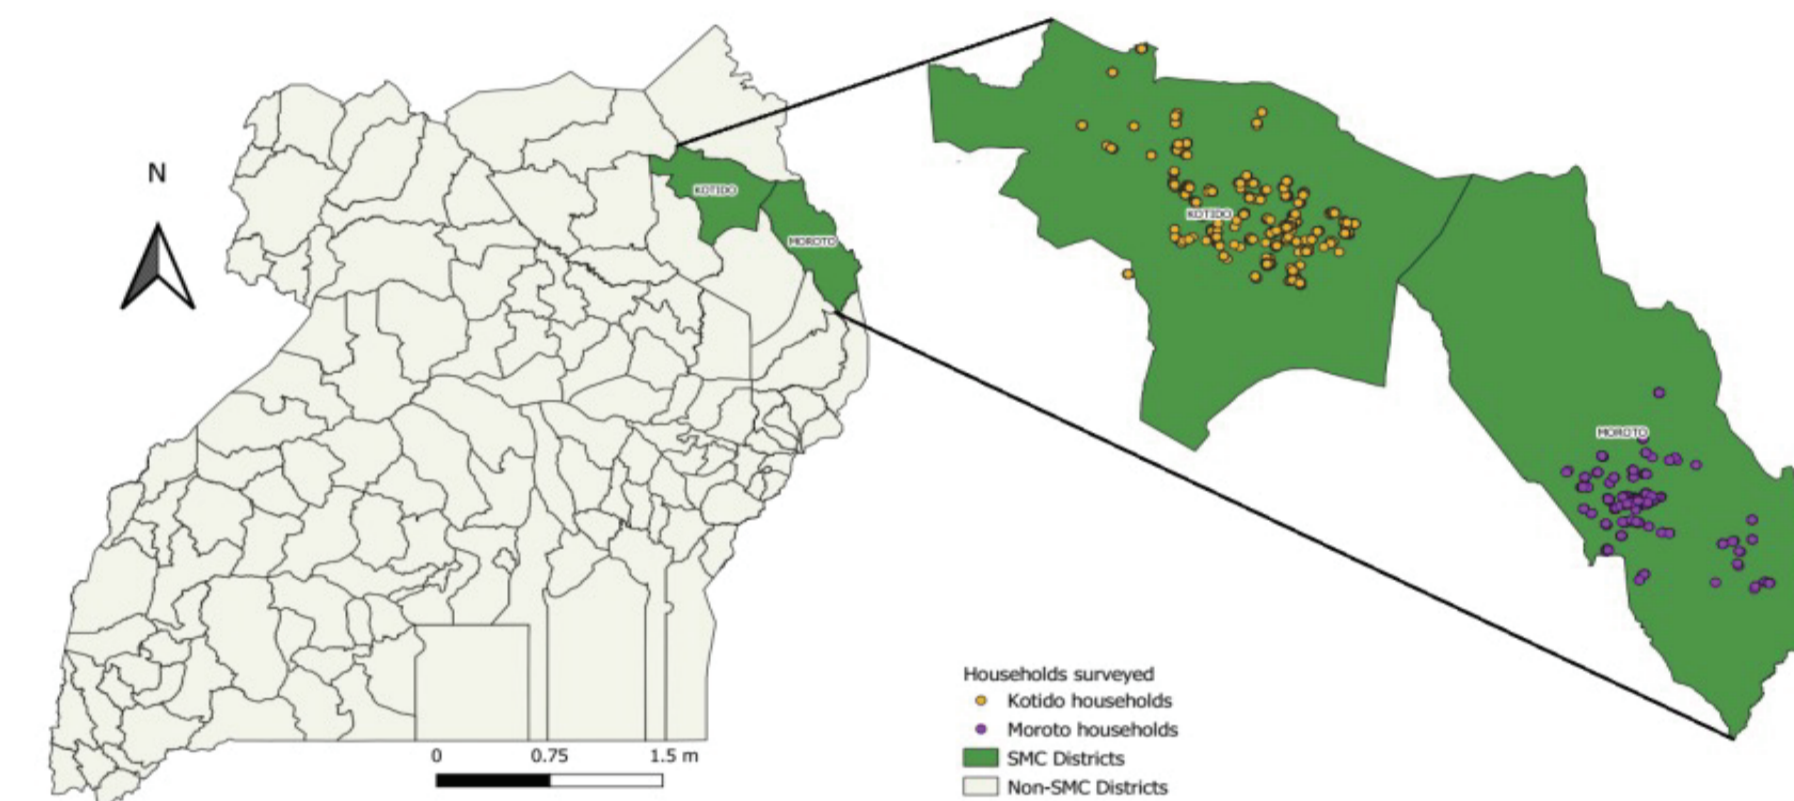 N
KOTIDO
MOROTO
KOTIDO
MOROTO
0 0.75 1.5 m
Households surveyed
Kotido households
Moroto households
SMC Districts
Non-SMC Districts